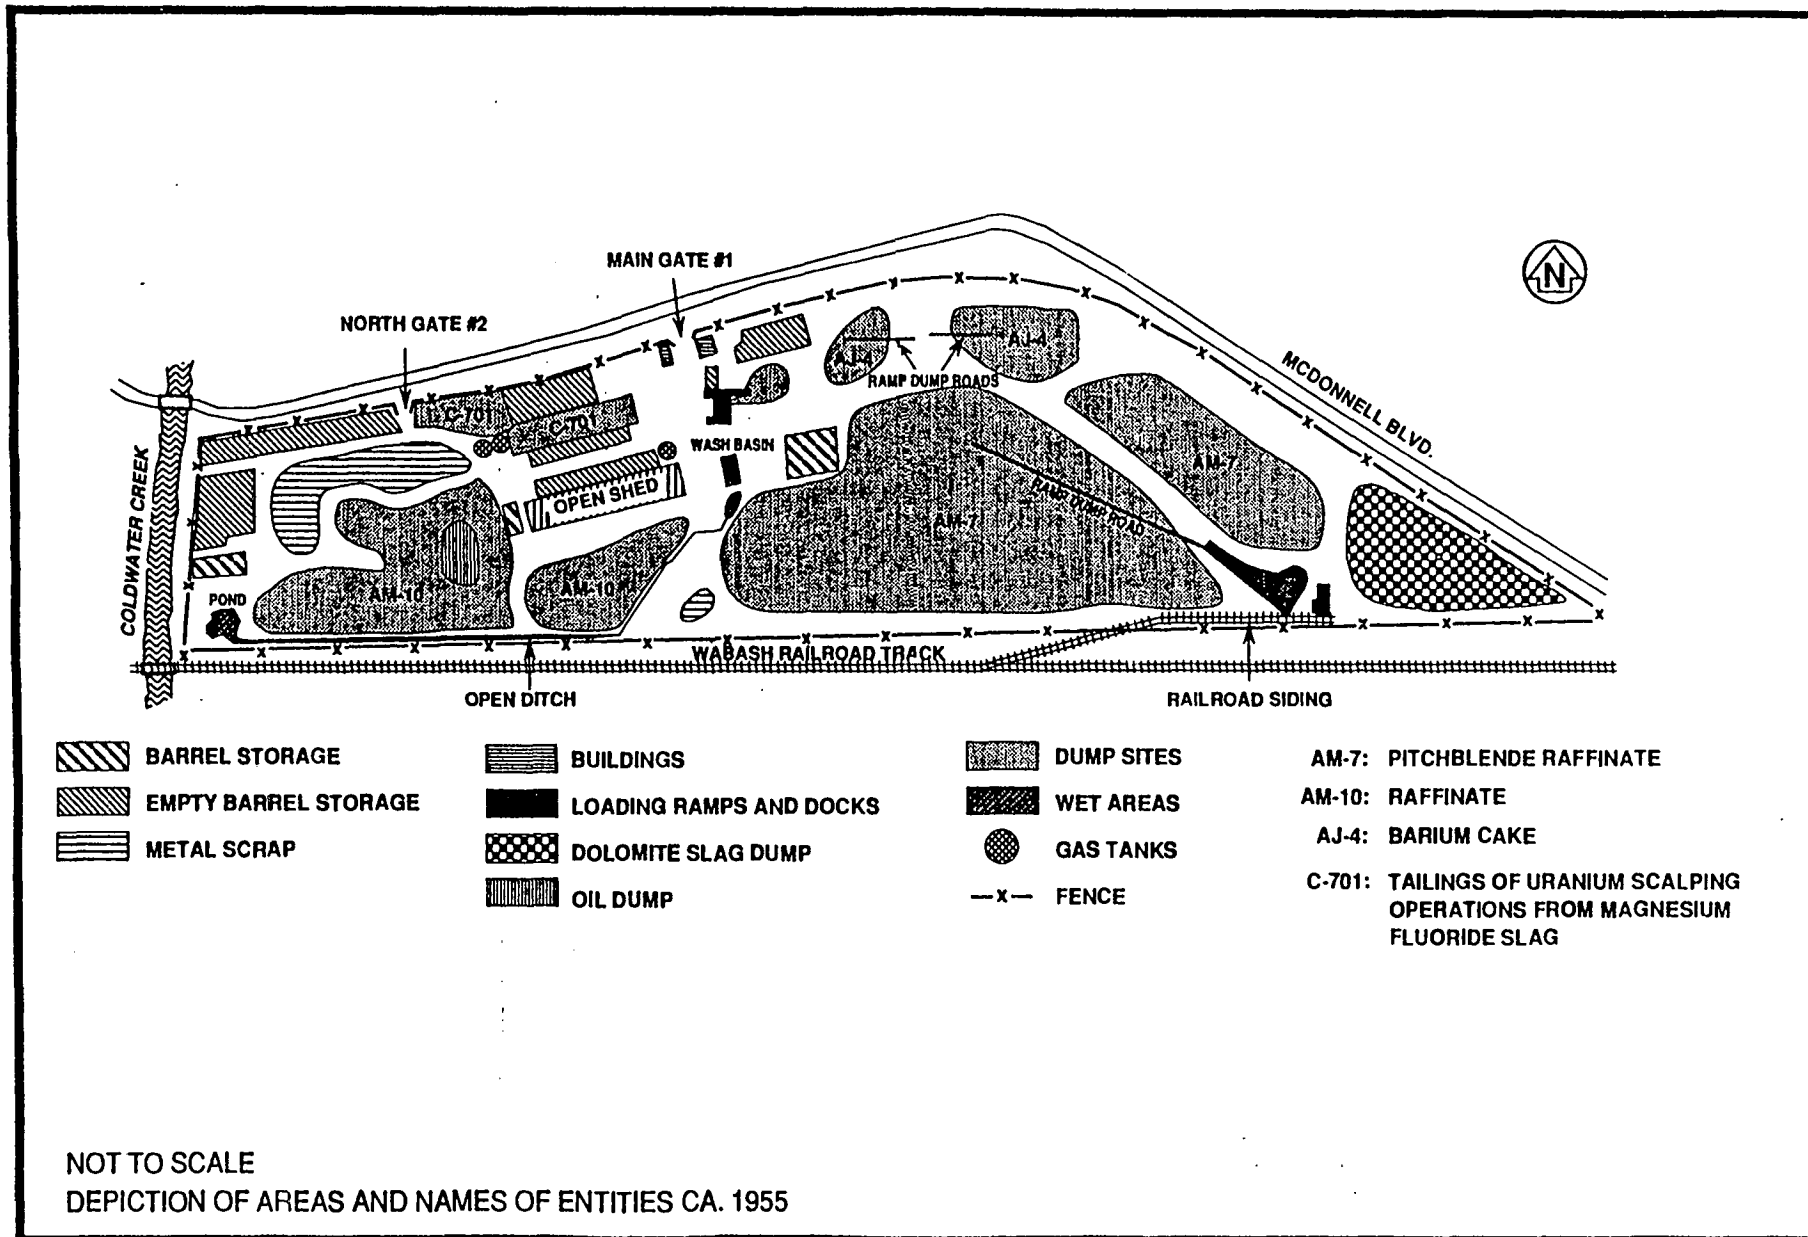 MAIN GATE #1
N
NORTH GATE #2
AJ-4
AJ-4
RAMP DUMP ROADS
MCDONNELL BLVD.
C-701
C-701
WASH BASIN
AM-7
COLDWATER CREEK
OPEN SHED
RAMP DUMP ROAD
AM-7
AM-10
AM-10
POND
WABASH RAILROAD TRACK
OPEN DITCH
RAILROAD SIDING
BARREL STORAGE
EMPTY BARREL STORAGE
METAL SCRAP
BUILDINGS
LOADING RAMPS AND DOCKS
DOLOMITE SLAG DUMP
OIL DUMP
DUMP SITES
WET AREAS
GAS TANKS
—x— FENCE
AM-7: PITCHBLENDE RAFFINATE
AM-10: RAFFINATE
AJ-4: BARIUM CAKE
C-701: TAILINGS OF URANIUM SCALPING
OPERATIONS FROM MAGNESIUM
FLUORIDE SLAG
NOT TO SCALE
DEPICTION OF AREAS AND NAMES OF ENTITIES CA. 1955